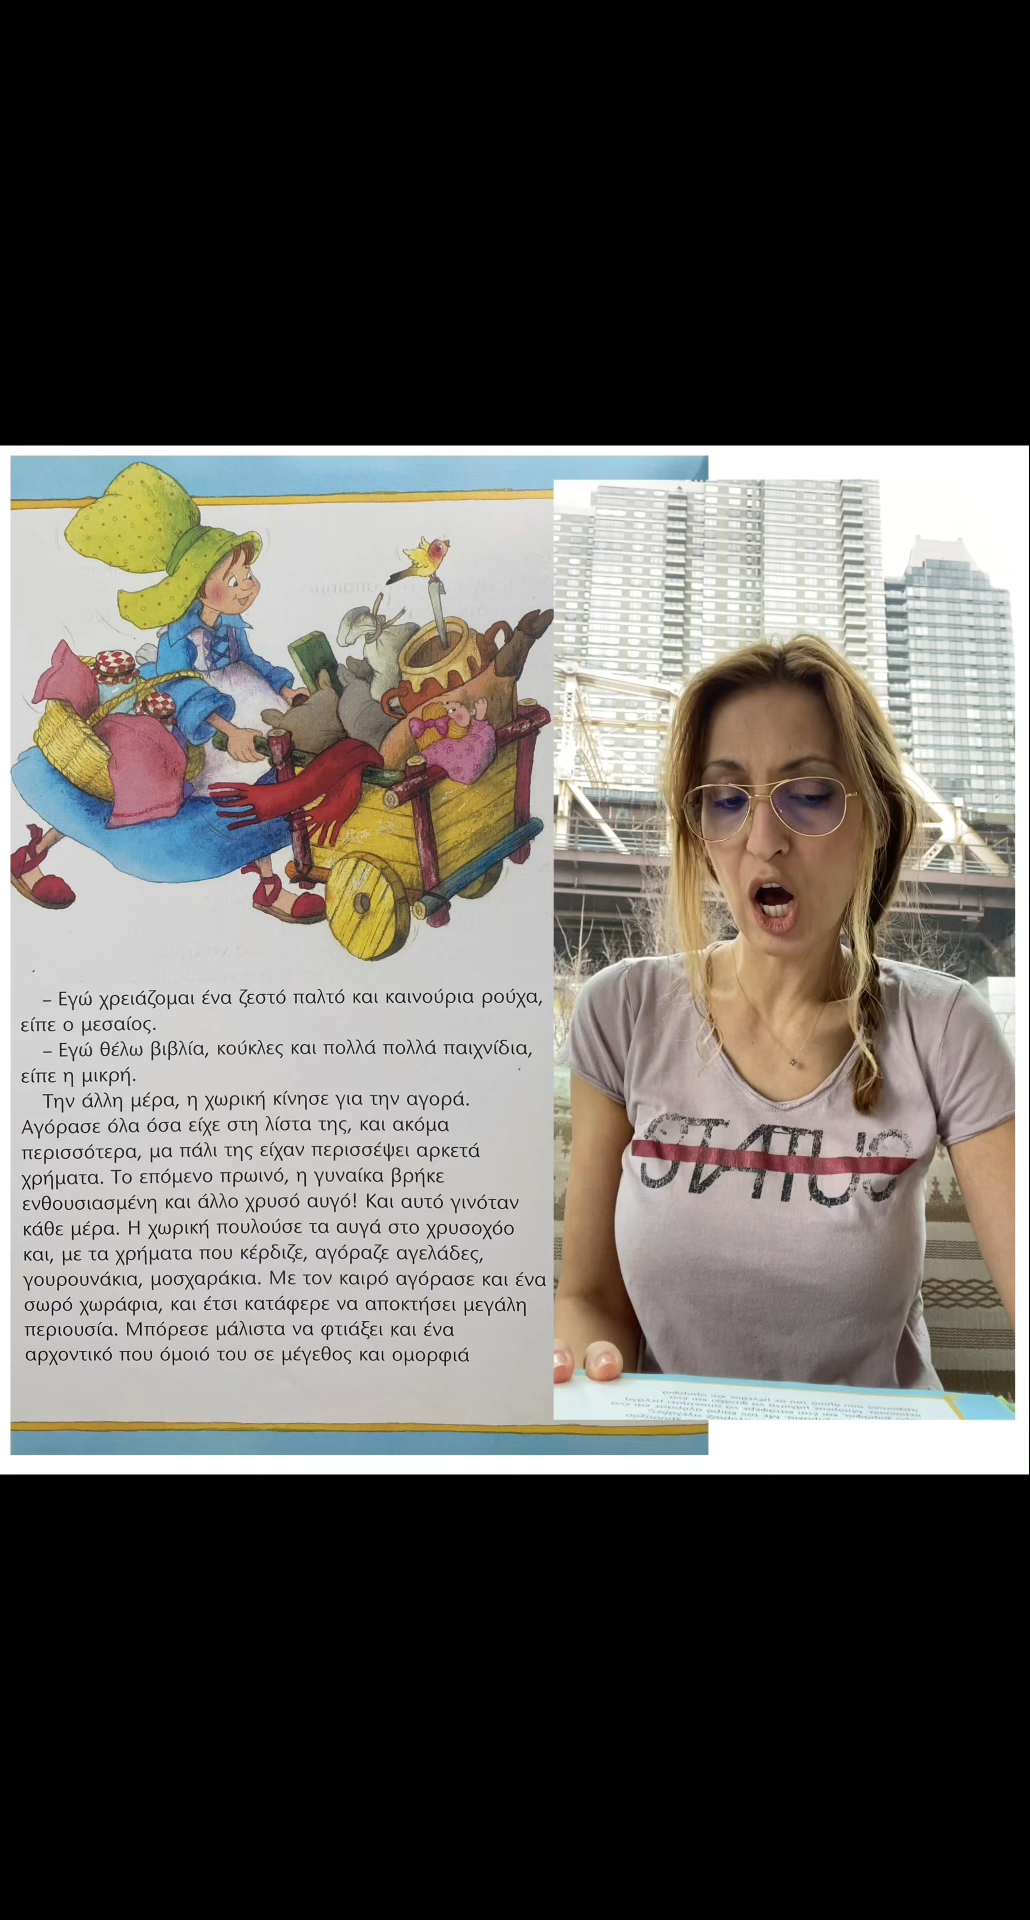 – Εγώ χρειάζομαι ένα ζεστό παλτό και καινούρια ρούχα,
είπε ο μεσαίος.
– Εγώ θέλω βιβλία, κούκλες και πολλά πολλά παιχνίδια,
είπε η μικρή.
Την άλλη μέρα, η χωρική κίνησε για την αγορά.
Αγόρασε όλα όσα είχε στη λίστα της, και ακόμα
περισσότερα, μα πάλι της είχαν περισσέψει αρκετά
χρήματα. Το επόμενο πρωινό, η γυναίκα βρήκε
ενθουσιασμένη και άλλο χρυσό αυγό! Και αυτό γινόταν
κάθε μέρα. Η χωρική πουλούσε τα αυγά στο χρυσοχόο
και, με τα χρήματα που κέρδιζε, αγόραζε αγελάδες,
γουρουνάκια, μοσχαράκια. Με τον καιρό αγόρασε και ένα
σωρό χωράφια, και έτσι κατάφερε να αποκτήσει μεγάλη
περιουσία. Μπόρεσε μάλιστα να φτιάξει και ένα
αρχοντικό που όμοιό του σε μέγεθος και ομορφιά
STATUS